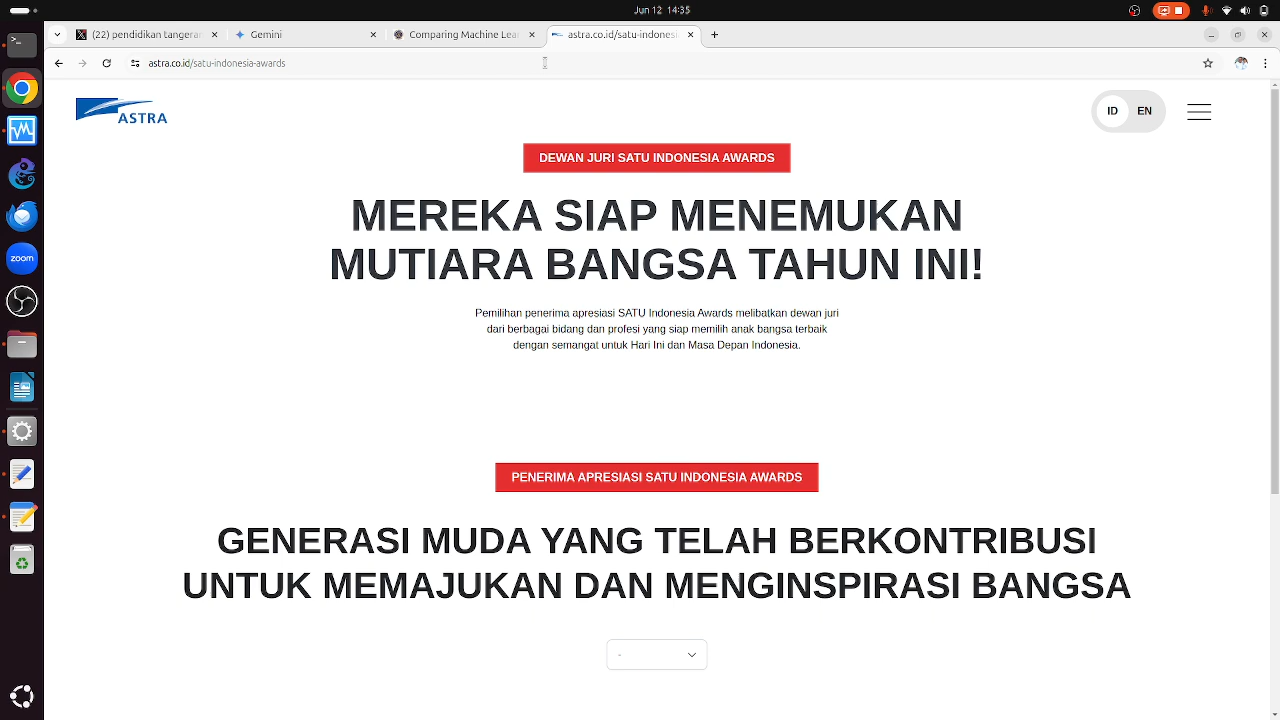 Jun 12 14:35
(22) pendidikan tangeran
Gemini
Comparing Machine Lea
astra.co.id/satu-indonesi
astra.co.id/satu-indonesia-awards
ASTRA
ID EN
DEWAN JURI SATU INDONESIA AWARDS
MEREKA SIAP MENEMUKAN
MUTIARA BANGSA TAHUN INI!
Pemilihan penerima apresiasi SATU Indonesia Awards melibatkan dewan juri
dari berbagai bidang dan profesi yang siap memilih anak bangsa terbaik
dengan semangat untuk Hari Ini dan Masa Depan Indonesia.
zoom
PENERIMA APRESIASI SATU INDONESIA AWARDS
GENERASI MUDA YANG TELAH BERKONTRIBUSI
UNTUK MEMAJUKAN DAN MENGINSPIRASI BANGSA
-